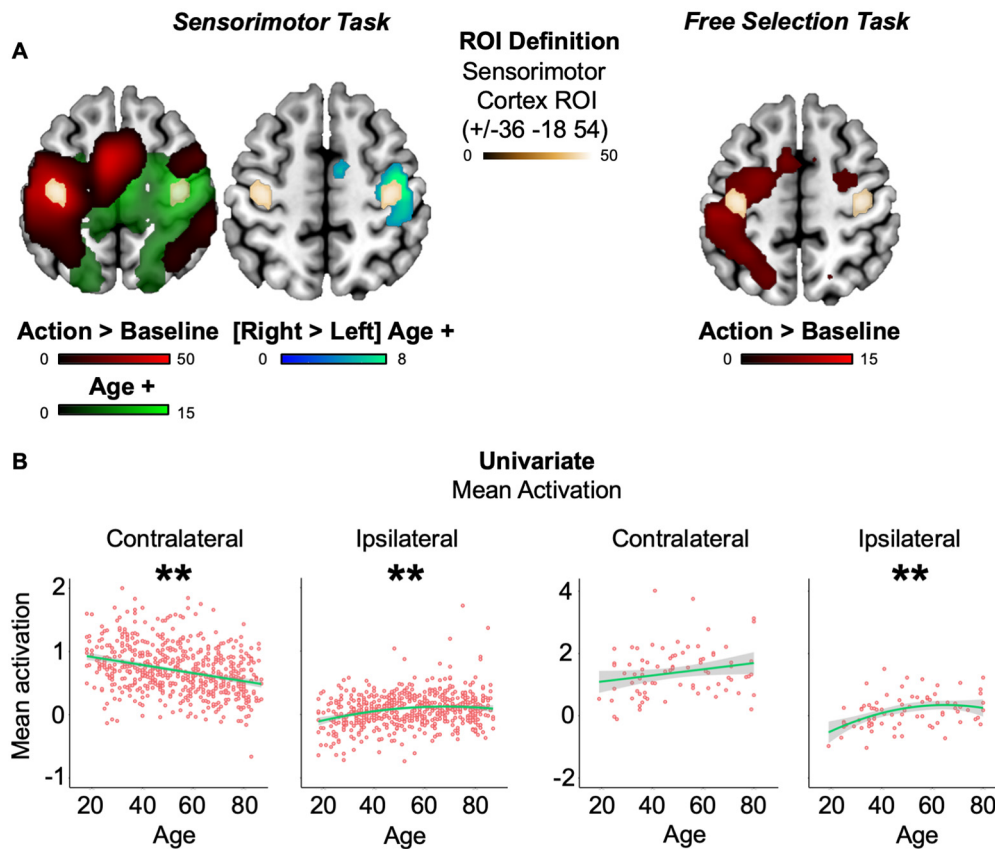 Sensorimotor Task
Free Selection Task
A
ROI Definition
Sensorimotor
Cortex ROI
(+/-36 -18 54)
0 50
Action > Baseline
0 50
Age +
0 15
[Right > Left] Age +
0 8
Action > Baseline
0 15
B
Univariate
Mean Activation
Contralateral
Ipsilateral
Contralateral
Ipsilateral
**
**
**
Mean activation
2
1
0
-1
4
2
0
-2
20 40 60 80
20 40 60 80
20 40 60 80
20 40 60 80
Age
Age
Age
Age